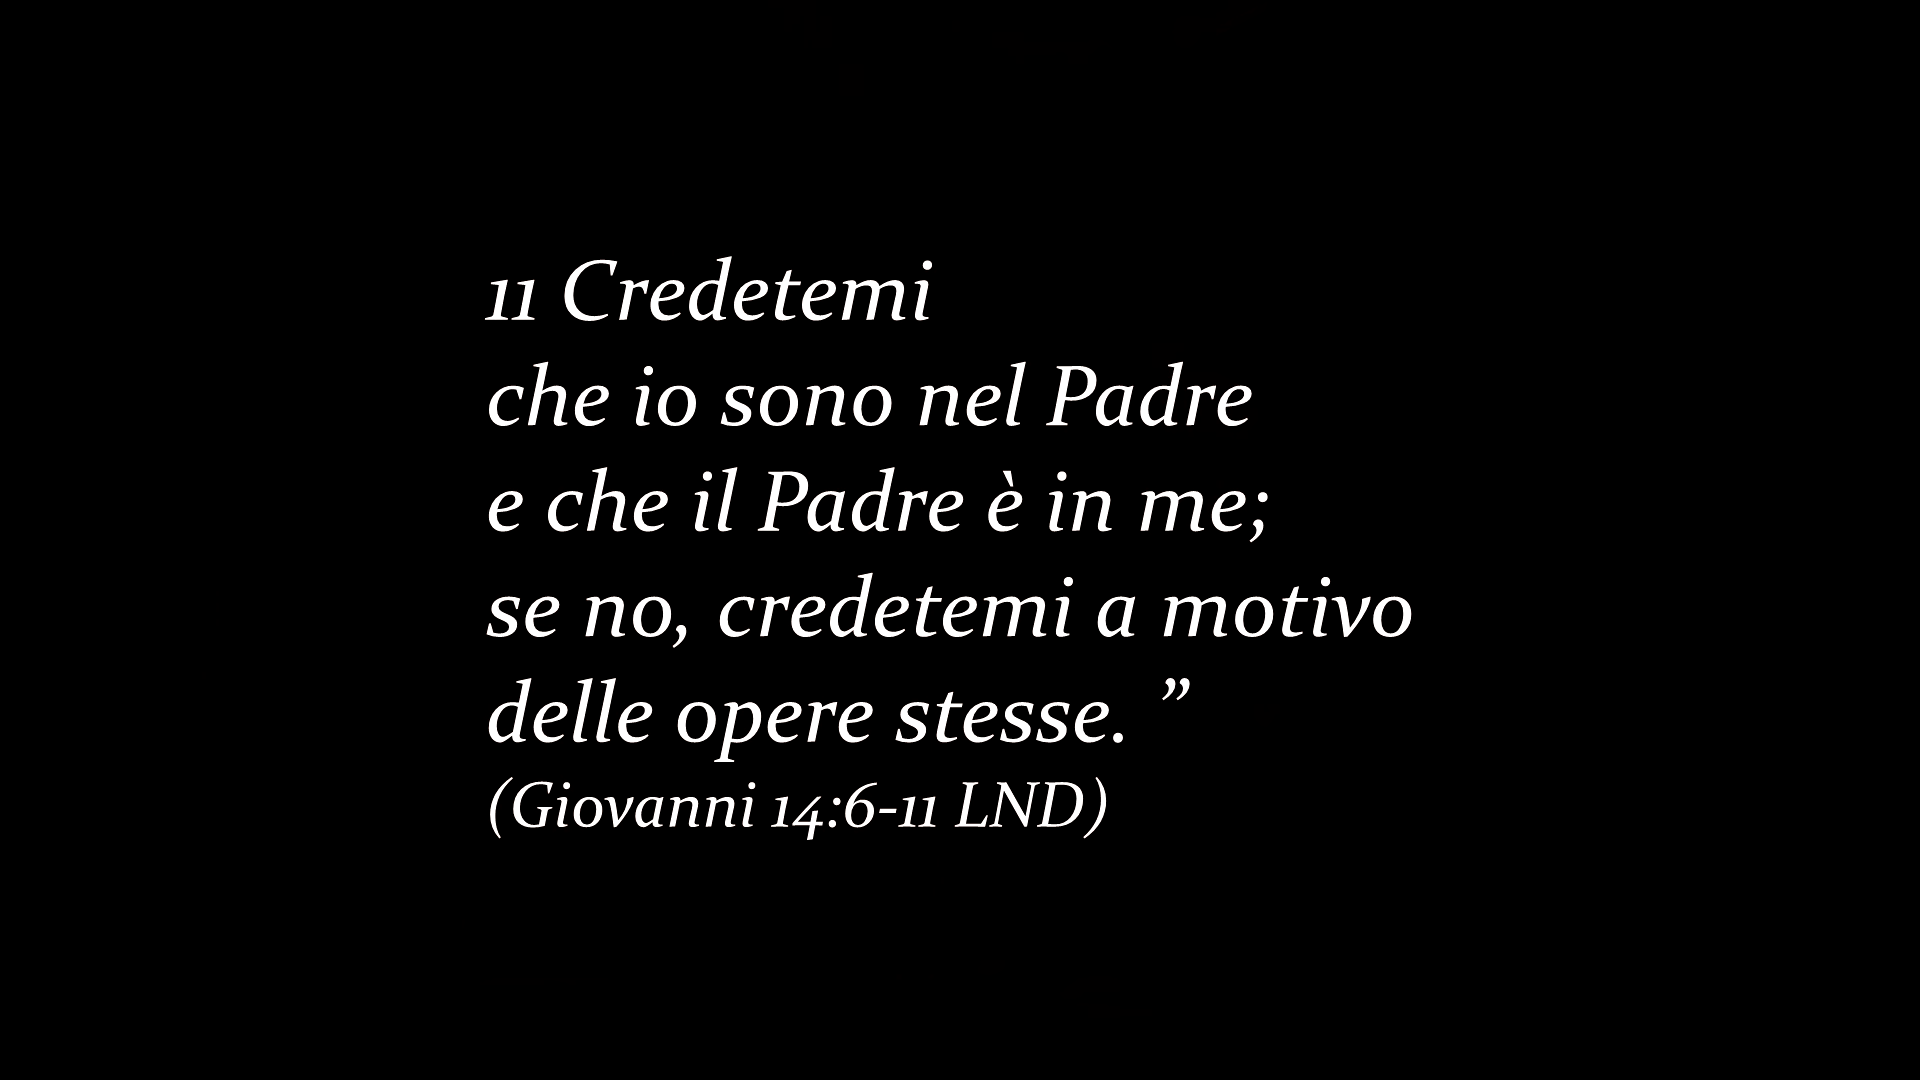 11 Credetemi
che io sono nel Padre
e che il Padre è in me;
se no, credetemi a motivo
delle opere stesse. ”
(Giovanni 14:6-11 LND)